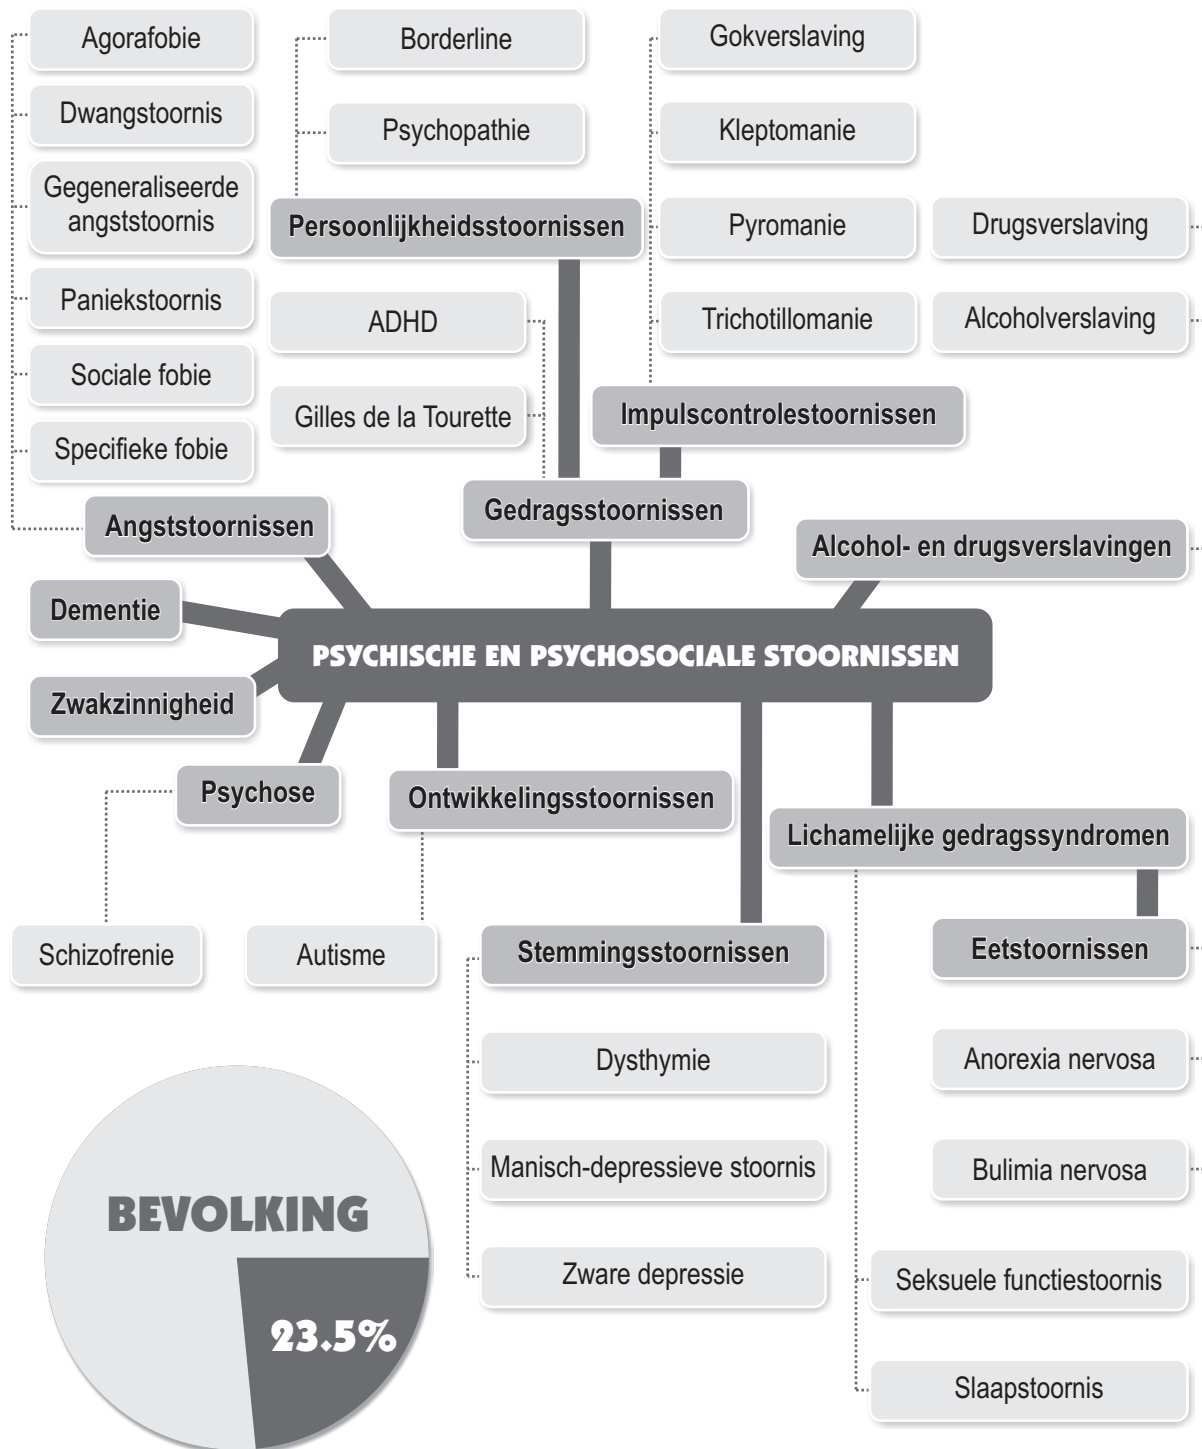 Agorafobie
Dwangstoornis
Gegeneraliseerde
angststoornis
Paniekstoornis
Sociale fobie
Specifieke fobie
Angststoornissen
Borderline
Psychopathie
Persoonlijkheidsstoornissen
ADHD
Gilles de la Tourette
Gedragsstoornissen
Gokverslaving
Kleptomanie
Pyromanie
Trichotillomanie
Impulscontrolestoornissen
Drugsverslaving
Alcoholverslaving
Alcohol- en drugsverslavingen
Dementie
PSYCHISCHE EN PSYCHOSOCIALE STOORNISSEN
Zwakzinnigheid
Psychose
Schizofrenie
Ontwikkelingsstoornissen
Autisme
Stemmingsstoornissen
Dysthymie
Manisch-depressieve stoornis
Zware depressie
Lichamelijke gedragssyndromen
Eetstoornissen
Anorexia nervosa
Bulimia nervosa
Seksuele functiestoornis
Slaapstoornis
BEVOLKING
23.5%